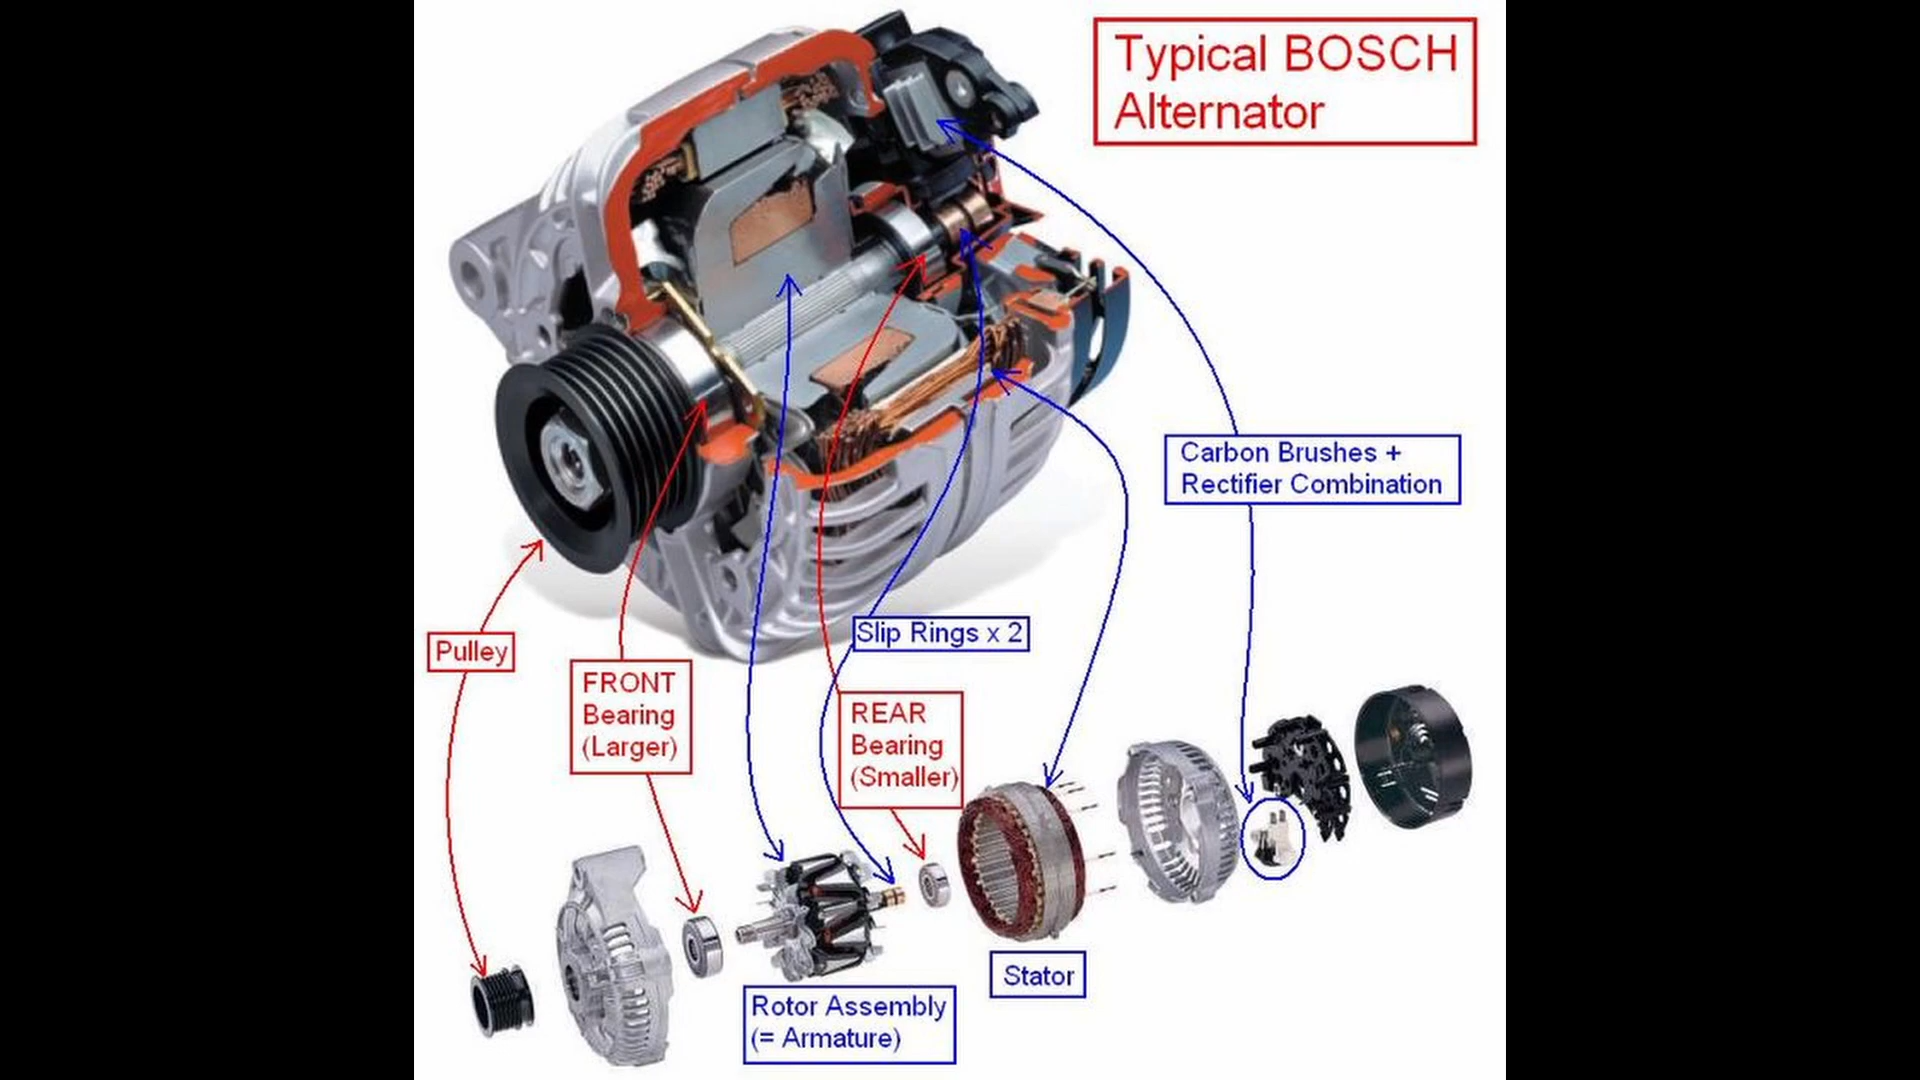 Typical BOSCH
Alternator
Carbon Brushes +
Rectifier Combination
Slip Rings x 2
Pulley
FRONT
Bearing
(Larger)
REAR
Bearing
(Smaller)
Stator
Rotor Assembly
(= Armature)